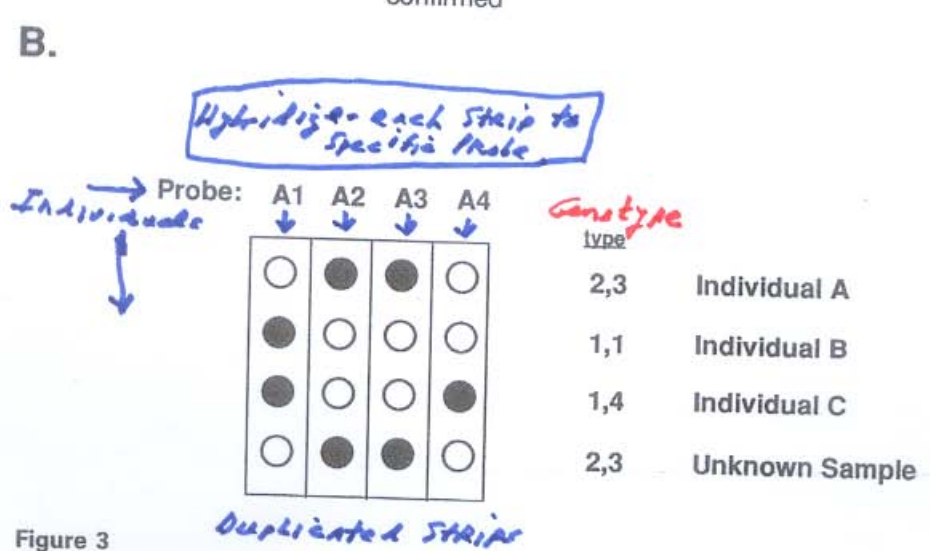 confirmed
B.
Hybridize each Strip to
Specific Probe
Individuals
Probe: A1 A2 A3 A4
Genotype
type
2,3 Individual A
1,1 Individual B
1,4 Individual C
2,3 Unknown Sample
Duplicated Strips
Figure 3